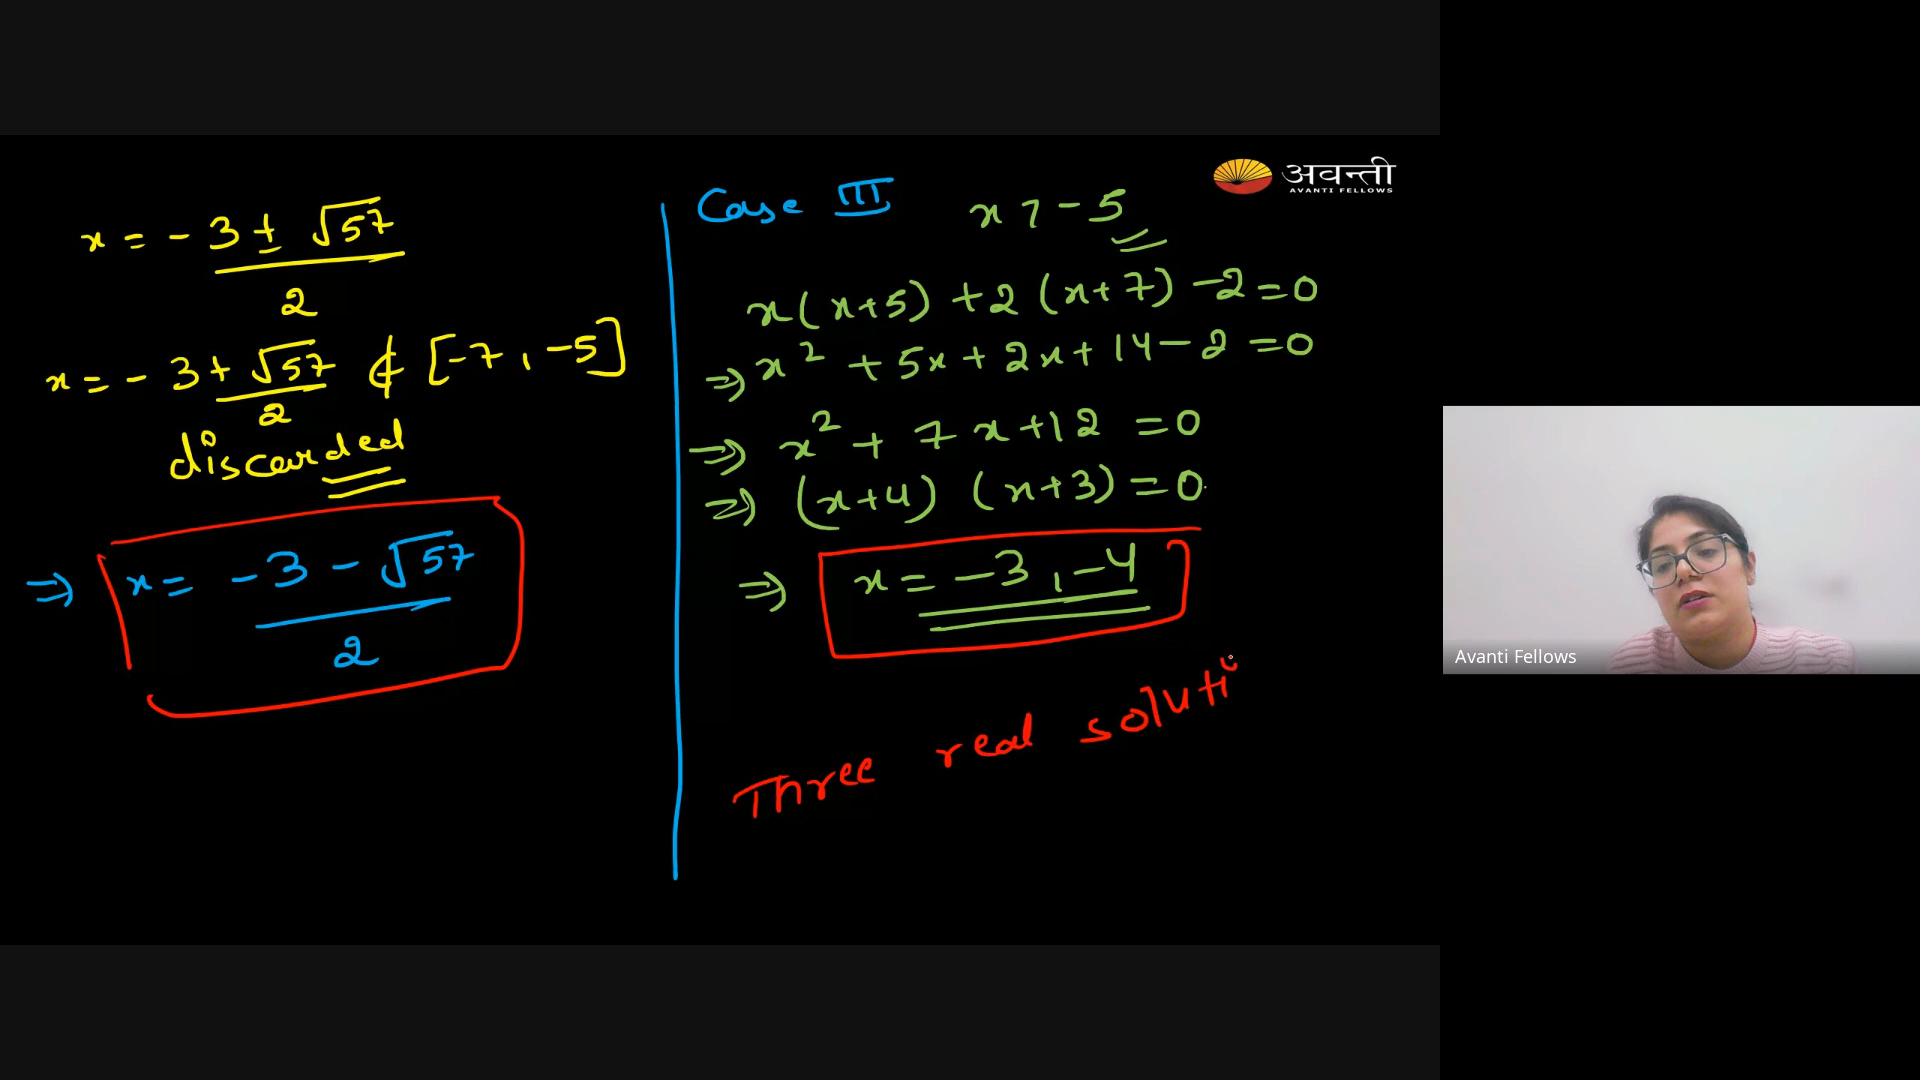 x = - 3 ± √57
2
x = - 3 + √57 ∉ [-7, -5]
2
discarded
⇒ x = -3 - √57
2
Case III x > -5
x(x+5) + 2(x+7) -2 = 0
⇒ x² + 5x + 2x + 14 - 2 = 0
⇒ x² + 7x + 12 = 0
⇒ (x+4) (x+3) = 0
⇒ x = -3, -4
Three real soluti
अवन्ती
AVANTI FELLOWS
Avanti Fellows